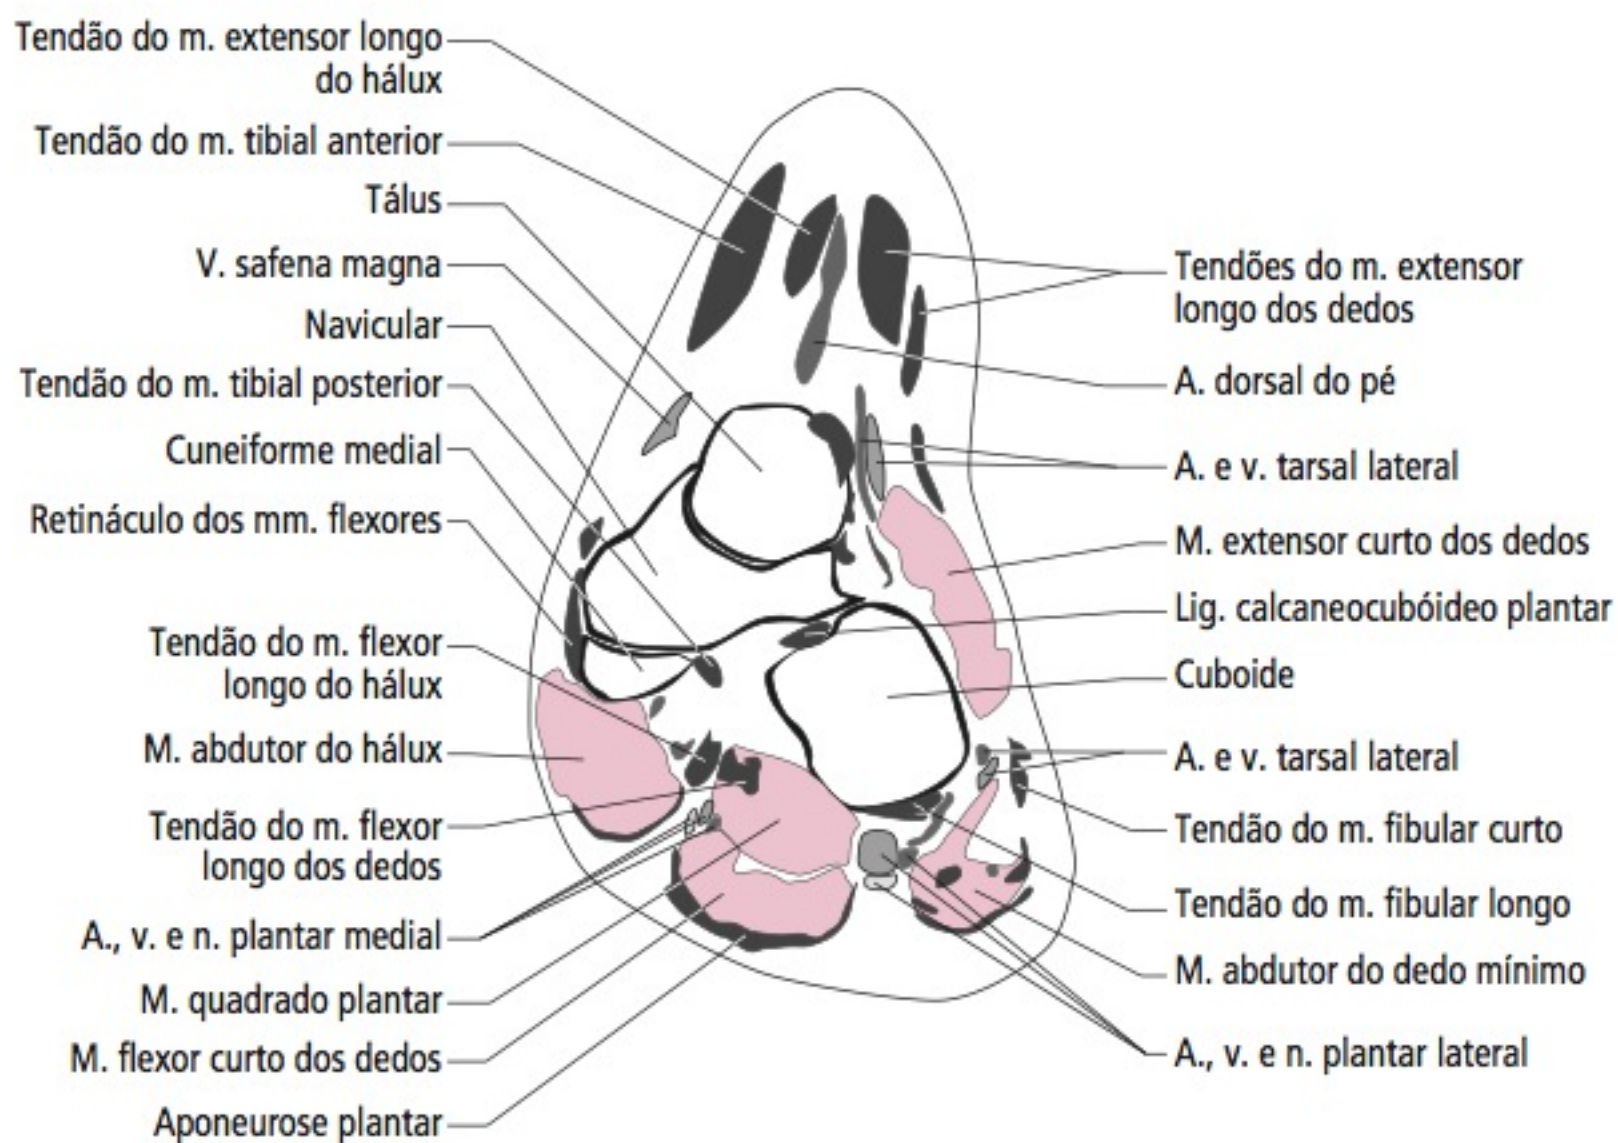 Tendão do m. extensor longo
do hálux
Tendão do m. tibial anterior
Tálus
V. safena magna
Navicular
Tendão do m. tibial posterior
Cuneiforme medial
Retináculo dos mm. flexores
Tendão do m. flexor
longo do hálux
M. abdutor do hálux
Tendão do m. flexor
longo dos dedos
A., v. e n. plantar medial
M. quadrado plantar
M. flexor curto dos dedos
Aponeurose plantar
Tendões do m. extensor
longo dos dedos
A. dorsal do pé
A. e v. tarsal lateral
M. extensor curto dos dedos
Lig. calcaneocubóideo plantar
Cuboide
A. e v. tarsal lateral
Tendão do m. fibular curto
Tendão do m. fibular longo
M. abdutor do dedo mínimo
A., v. e n. plantar lateral